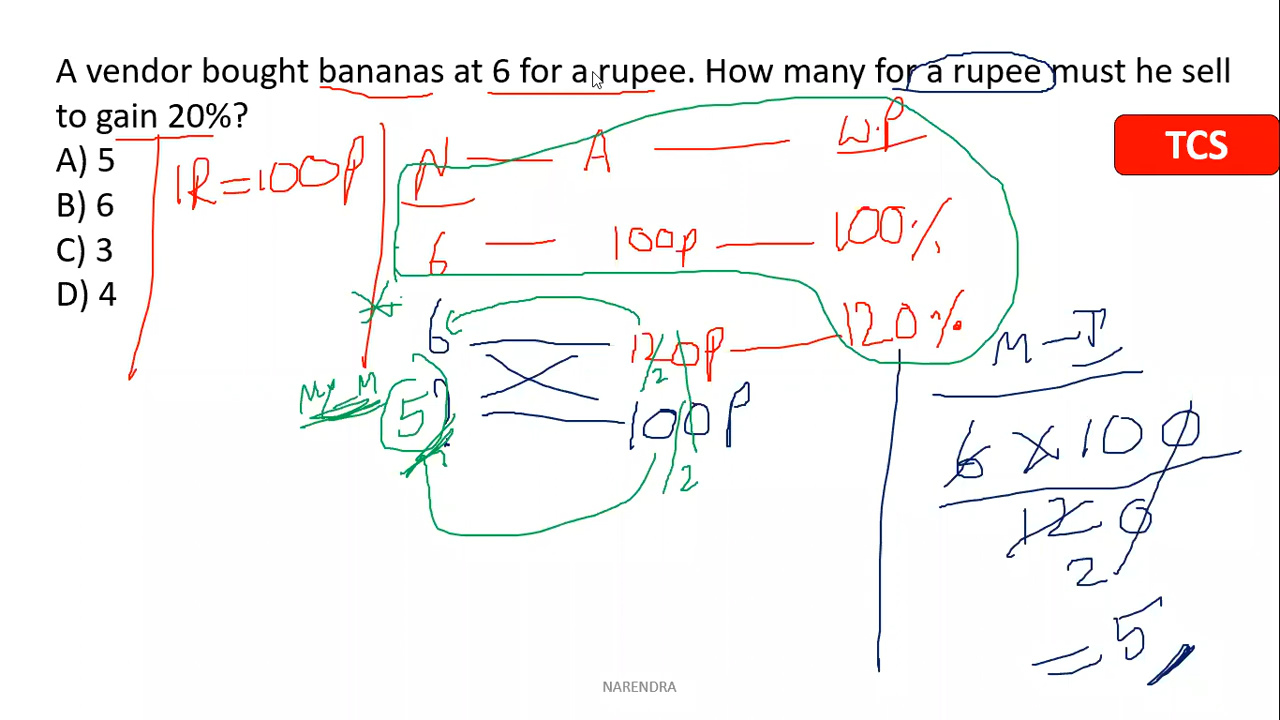 A vendor bought bananas at 6 for a rupee. How many for a rupee must he sell
to gain 20%?
TCS
A) 5
B) 6
C) 3
D) 4
1R=100P
N — A — W.P
6 — 100P — 100%
6 — 120P — 120%
5 ? — 100P
2
2
M-I
6 × 100
120
2
= 5
NARENDRA